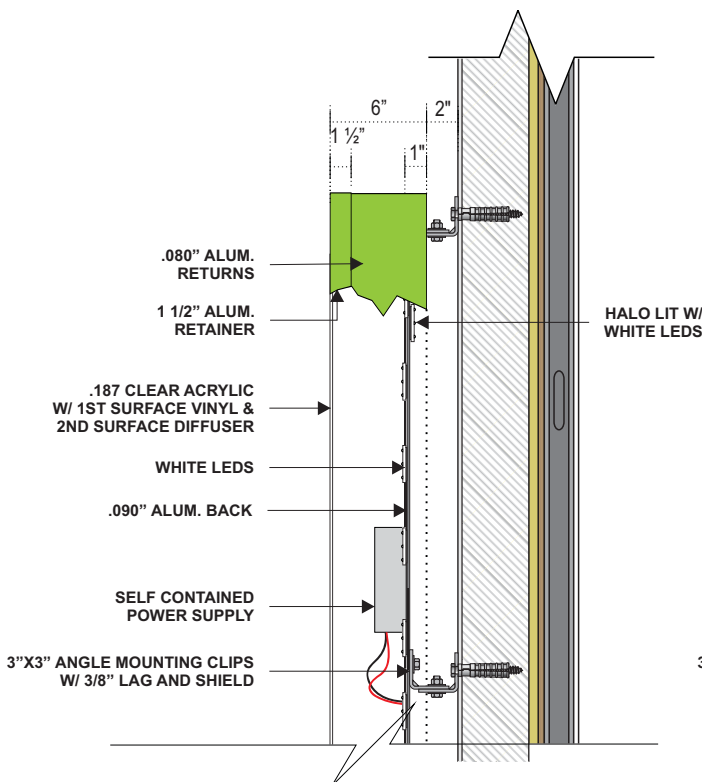 6” 2"
1 ½”
1"
.080” ALUM.
RETURNS
1 1/2” ALUM.
RETAINER
HALO LIT W/
WHITE LEDS
.187 CLEAR ACRYLIC
W/ 1ST SURFACE VINYL &
2ND SURFACE DIFFUSER
WHITE LEDS
.090” ALUM. BACK
SELF CONTAINED
POWER SUPPLY
3”X3” ANGLE MOUNTING CLIPS
W/ 3/8” LAG AND SHIELD
3